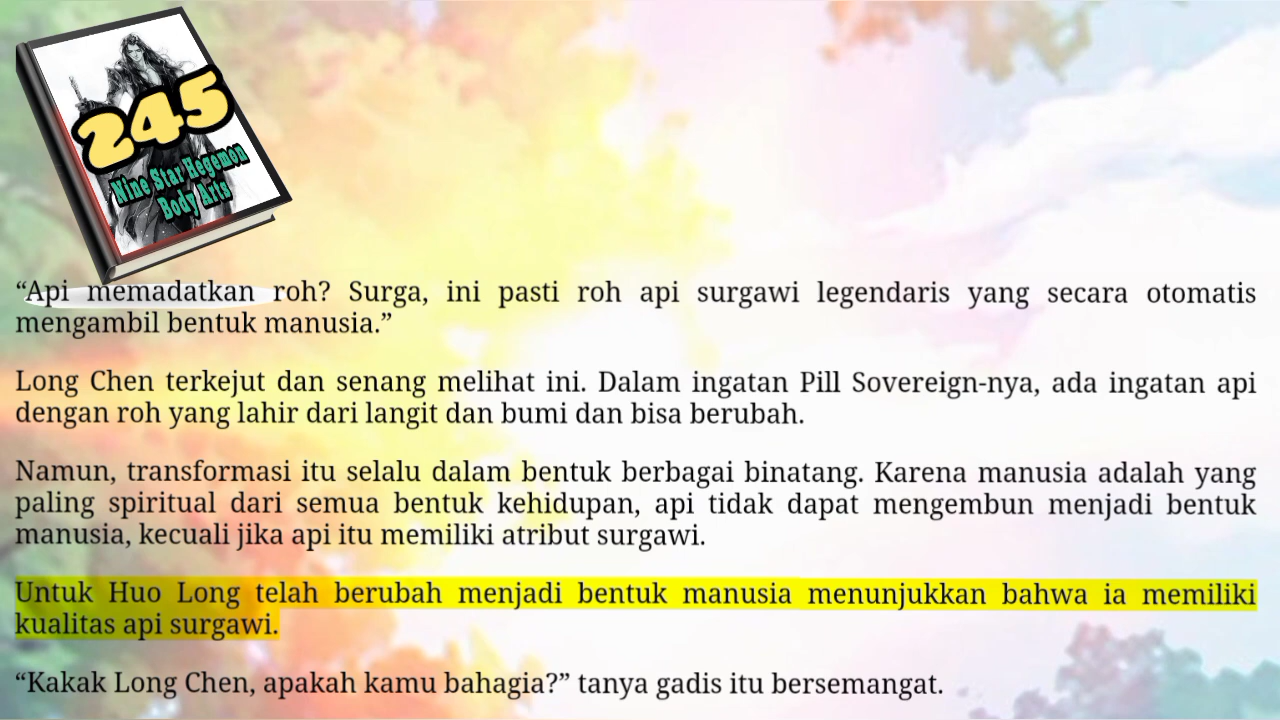 245
Nine Star Hegemon
Body Arts
“Api memadatkan roh? Surga, ini pasti roh api surgawi legendaris yang secara otomatis
mengambil bentuk manusia.”
Long Chen terkejut dan senang melihat ini. Dalam ingatan Pill Sovereign-nya, ada ingatan api
dengan roh yang lahir dari langit dan bumi dan bisa berubah.
Namun, transformasi itu selalu dalam bentuk berbagai binatang. Karena manusia adalah yang
paling spiritual dari semua bentuk kehidupan, api tidak dapat mengembun menjadi bentuk
manusia, kecuali jika api itu memiliki atribut surgawi.
Untuk Huo Long telah berubah menjadi bentuk manusia menunjukkan bahwa ia memiliki
kualitas api surgawi.
“Kakak Long Chen, apakah kamu bahagia?” tanya gadis itu bersemangat.